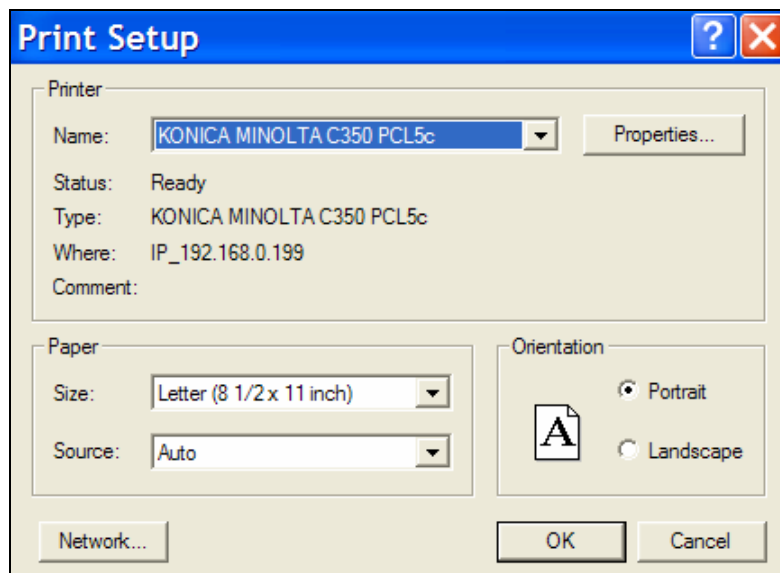 Print Setup
Printer
Name: KONICA MINOLTA C350 PCL5c Properties...
Status: Ready
Type: KONICA MINOLTA C350 PCL5c
Where: IP_192.168.0.199
Comment:
Paper
Size: Letter (8 1/2 x 11 inch)
Source: Auto
Orientation
A
Portrait
Landscape
Network... OK Cancel